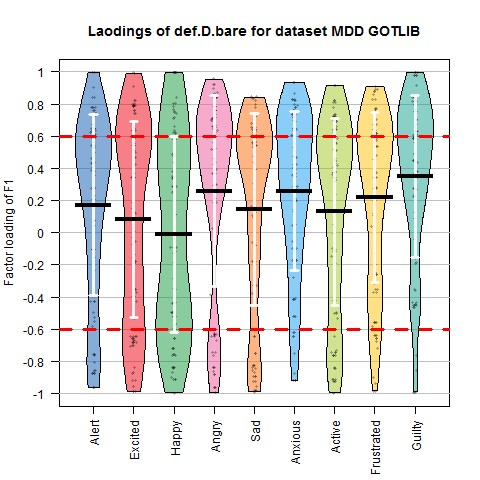 Laodings of def.D.bare for dataset MDD GOTLIB
Factor loading of F1
1
0.8
0.6
0.4
0.2
0
-0.2
-0.4
-0.6
-0.8
-1
Alert
Excited
Happy
Angry
Sad
Anxious
Active
Frustrated
Guilty